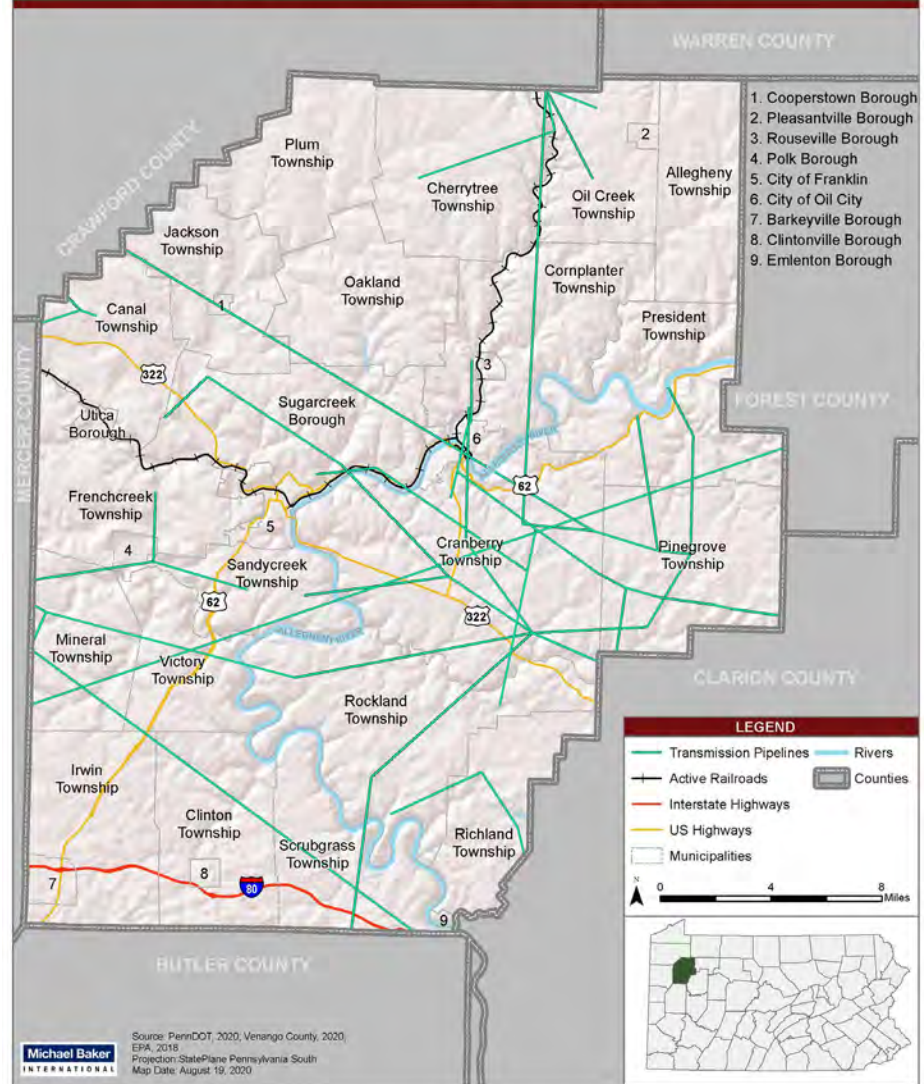 WARREN COUNTY
1. Cooperstown Borough
2. Pleasantville Borough
3. Rouseville Borough
4. Polk Borough
5. City of Franklin
6. City of Oil City
7. Barkeyville Borough
8. Clintonville Borough
9. Emlenton Borough
CRAWFORD COUNTY
Plum
Township
2
Cherrytree
Township
Oil Creek
Township
Allegheny
Township
Jackson
Township
Oakland
Township
Cornplanter
Township
Canal
Township
1
President
Township
MERCER COUNTY
322
3
FOREST COUNTY
Sugarcreek
Borough
Utica
Borough
6
ALLEGHENY RIVER
62
Frenchcreek
Township
5
4
Cranberry
Township
Pinegrove
Township
Sandycreek
Township
62
322
ALLEGHENY RIVER
Mineral
Township
Victory
Township
CLARION COUNTY
Rockland
Township
Irwin
Township
Clinton
Township
Scrubgrass
Township
Richland
Township
7
8
80
9
BUTLER COUNTY
LEGEND
Transmission Pipelines
Rivers
Active Railroads
Counties
Interstate Highways
US Highways
Municipalities
N
0 4 8
Miles
Michael Baker
INTERNATIONAL
Source: PennDOT, 2020, Venango County, 2020,
EPA, 2018
Projection:StatePlane Pennsylvania South
Map Date: August 19, 2020